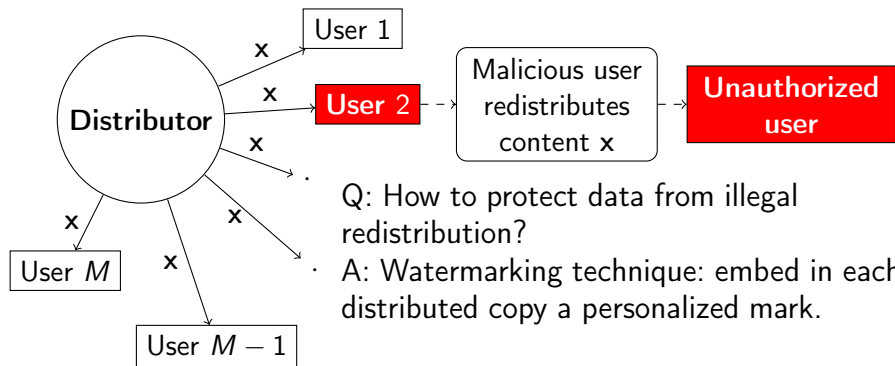 User 1
x
x
User 2
Malicious user
redistributes
content x
Unauthorized
user
Distributor
x
x
x
x
User M
User M − 1
Q: How to protect data from illegal
redistribution?
A: Watermarking technique: embed in each
distributed copy a personalized mark.